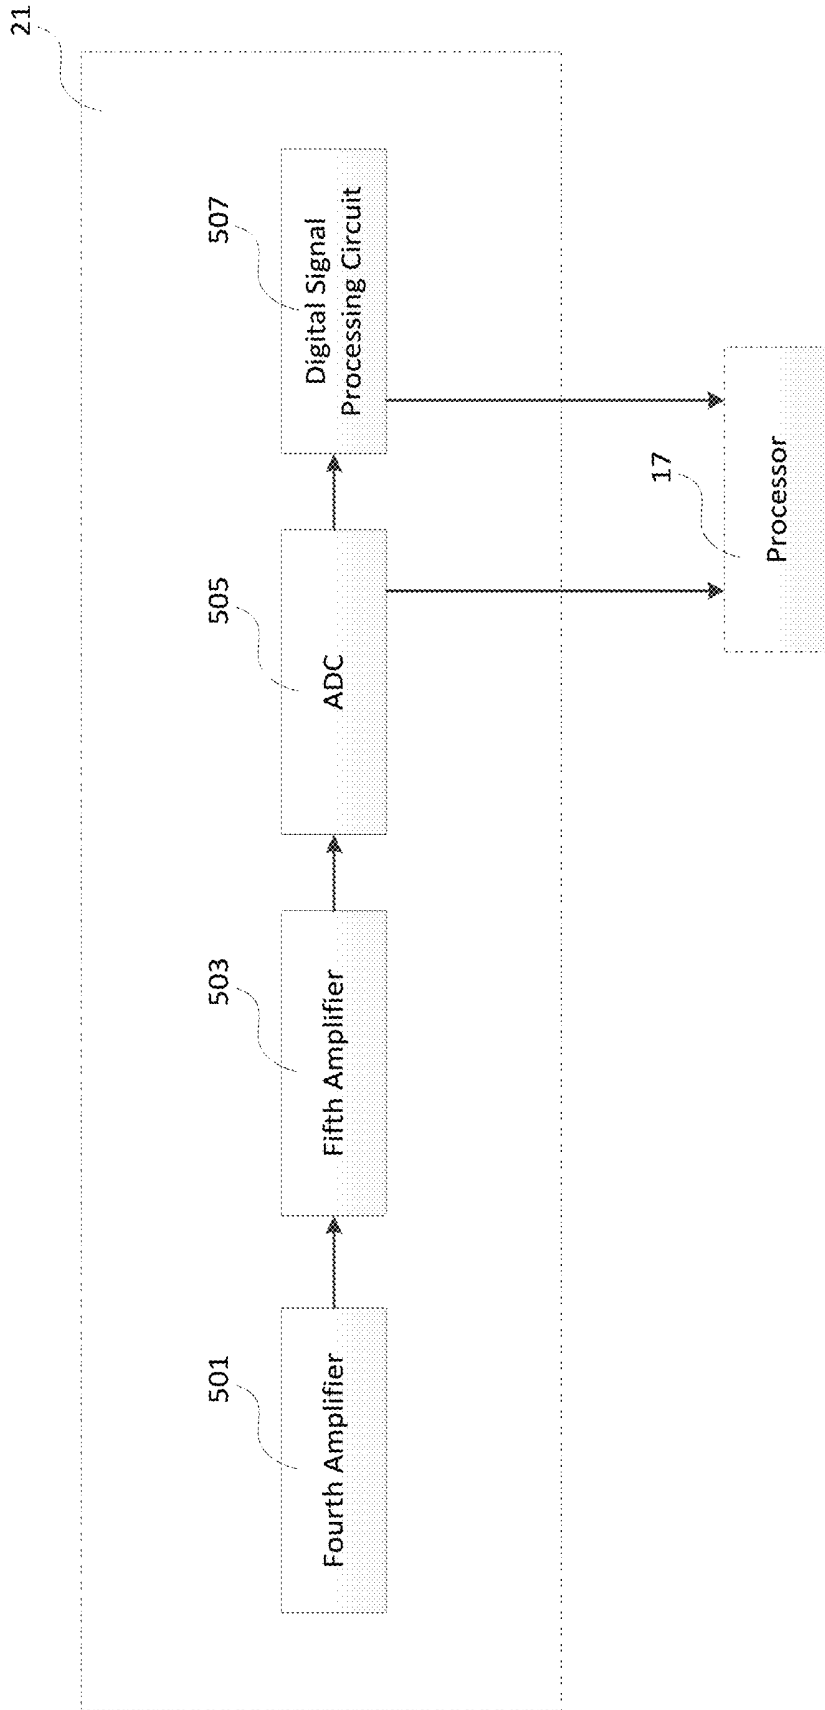 21
501
Fourth Amplifier
503
Fifth Amplifier
505
ADC
507
Digital Signal
Processing Circuit
17
Processor